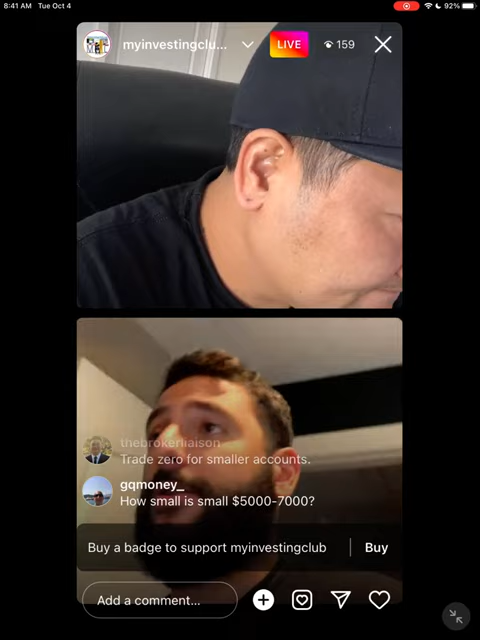 8:41 AM Tue Oct 4
92%
myinvestingclu...
LIVE
159
thebrokerliaison
Trade zero for smaller accounts.
gqmoney_
How small is small $5000-7000?
Buy a badge to support myinvestingclub
Buy
Add a comment...